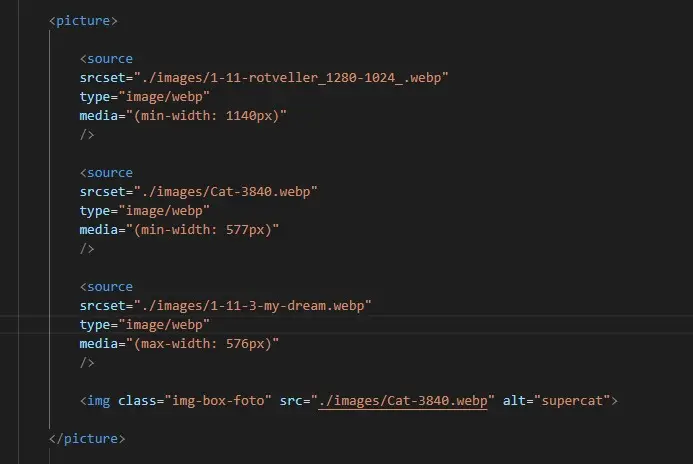 <picture>
<source
srcset="./images/1-11-rotveller_1280-1024_.webp"
type="image/webp"
media="(min-width: 1140px)"
/>
<source
srcset="./images/Cat-3840.webp"
type="image/webp"
media="(min-width: 577px)"
/>
<source
srcset="./images/1-11-3-my-dream.webp"
type="image/webp"
media="(max-width: 576px)"
/>
<img class="img-box-foto" src="./images/Cat-3840.webp" alt="supercat">
</picture>